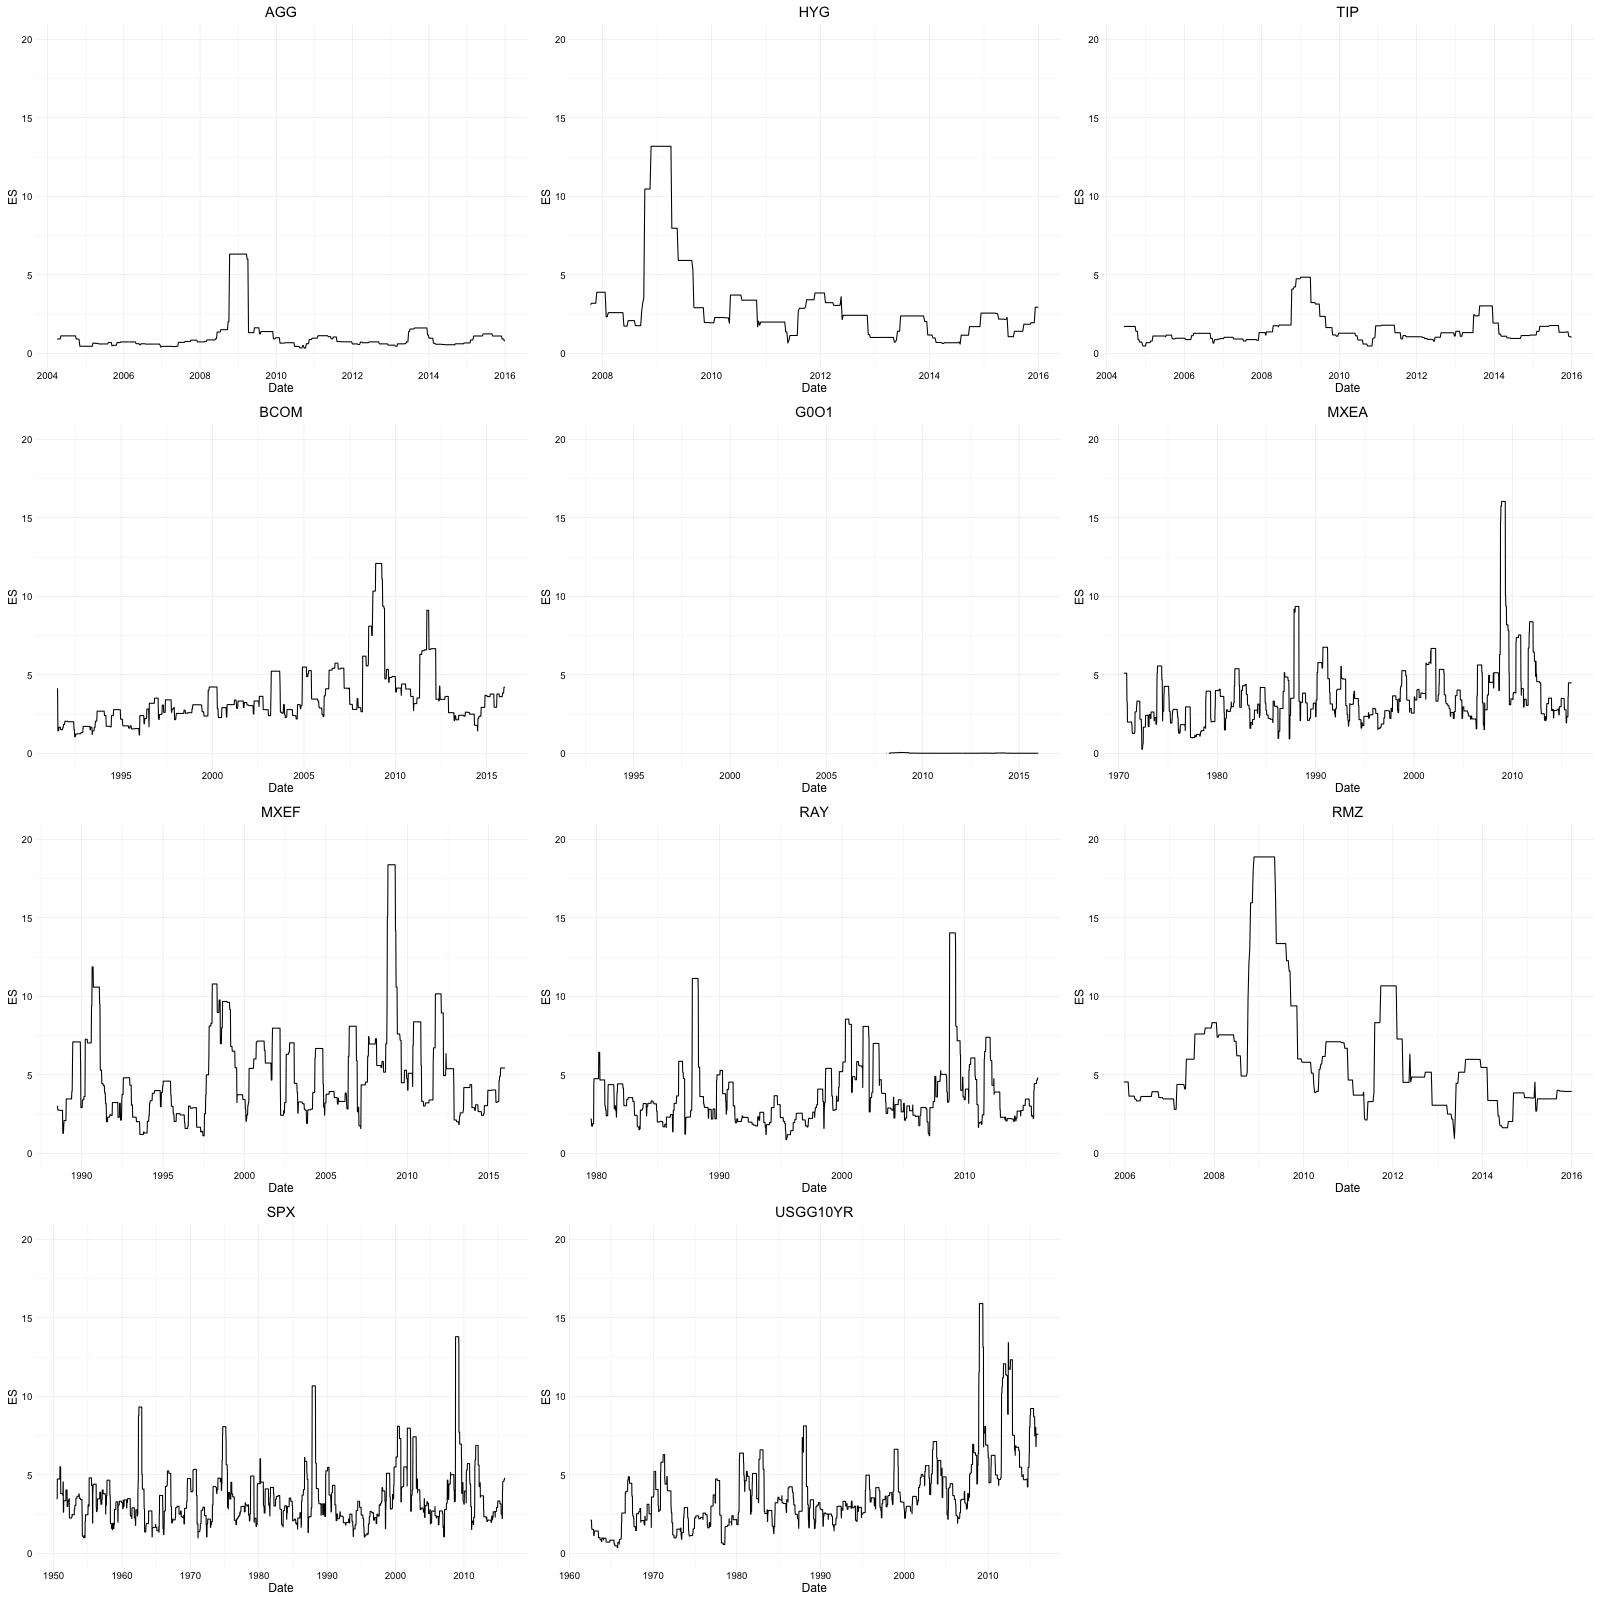 AGG
20
15
10
5
0
ES
2004 2006 2008 2010 2012 2014 2016
Date
HYG
20
15
10
5
0
ES
2008 2010 2012 2014 2016
Date
TIP
20
15
10
5
0
ES
2004 2006 2008 2010 2012 2014 2016
Date
BCOM
20
15
10
5
0
ES
1995 2000 2005 2010 2015
Date
G0O1
20
15
10
5
0
ES
1995 2000 2005 2010 2015
Date
MXEA
20
15
10
5
0
ES
1970 1980 1990 2000 2010
Date
MXEF
20
15
10
5
0
ES
1990 1995 2000 2005 2010 2015
Date
RAY
20
15
10
5
0
ES
1980 1990 2000 2010
Date
RMZ
20
15
10
5
0
ES
2006 2008 2010 2012 2014 2016
Date
SPX
20
15
10
5
0
ES
1950 1960 1970 1980 1990 2000 2010
Date
USGG10YR
20
15
10
5
0
ES
1960 1970 1980 1990 2000 2010
Date